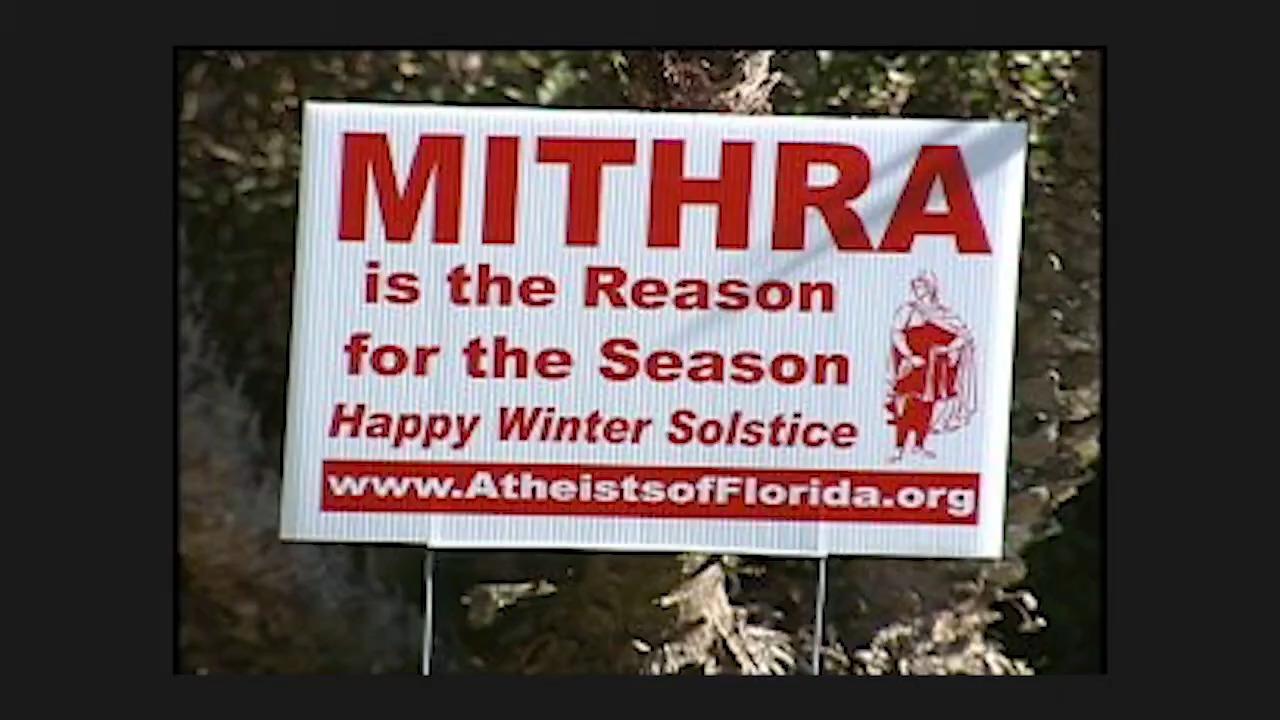 MITHRA
is the Reason
for the Season
Happy Winter Solstice
www.AtheistsofFlorida.org